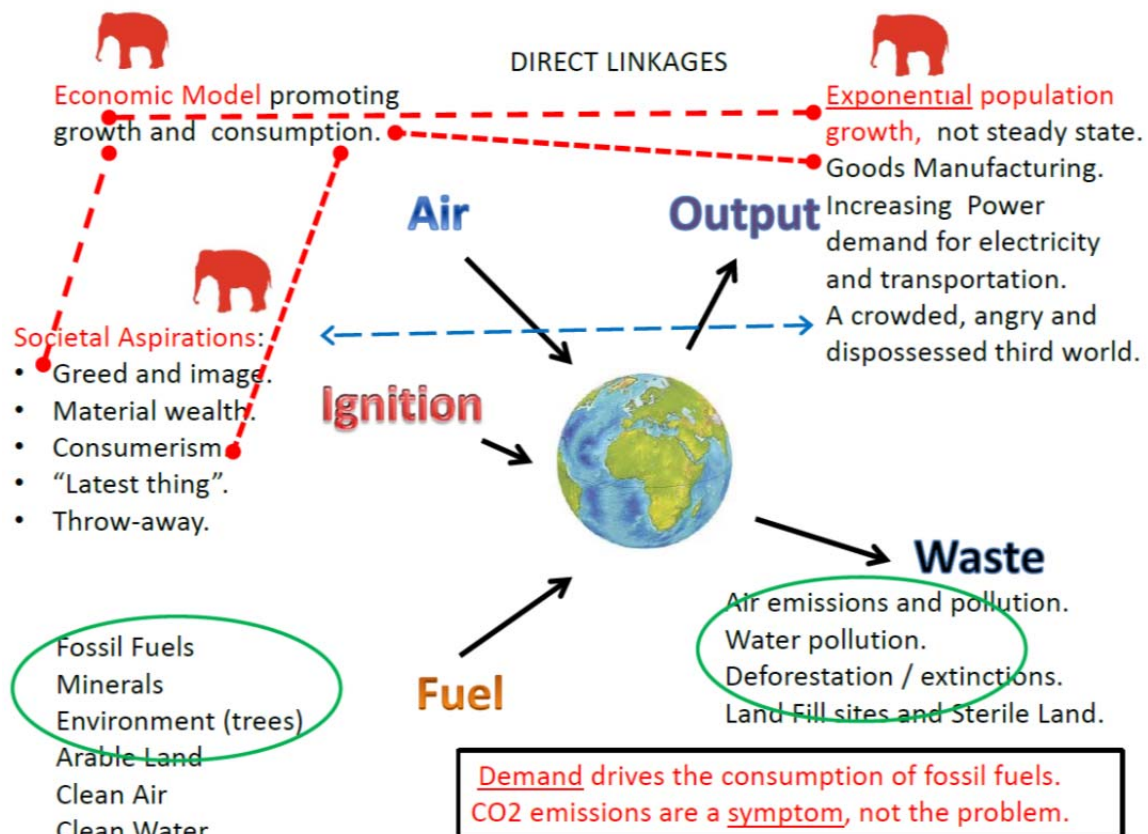 DIRECT LINKAGES
Economic Model promoting
growth and consumption.
Exponential population
growth, not steady state.
Goods Manufacturing.
Increasing Power
demand for electricity
and transportation.
A crowded, angry and
dispossessed third world.
Air
Output
Societal Aspirations:
• Greed and image.
• Material wealth.
• Consumerism.
• “Latest thing”.
• Throw-away.
Ignition
Waste
Air emissions and pollution.
Water pollution.
Deforestation / extinctions.
Land Fill sites and Sterile Land.
Fuel
Fossil Fuels
Minerals
Environment (trees)
Arable Land
Clean Air
Clean Water
Demand drives the consumption of fossil fuels.
CO2 emissions are a symptom, not the problem.